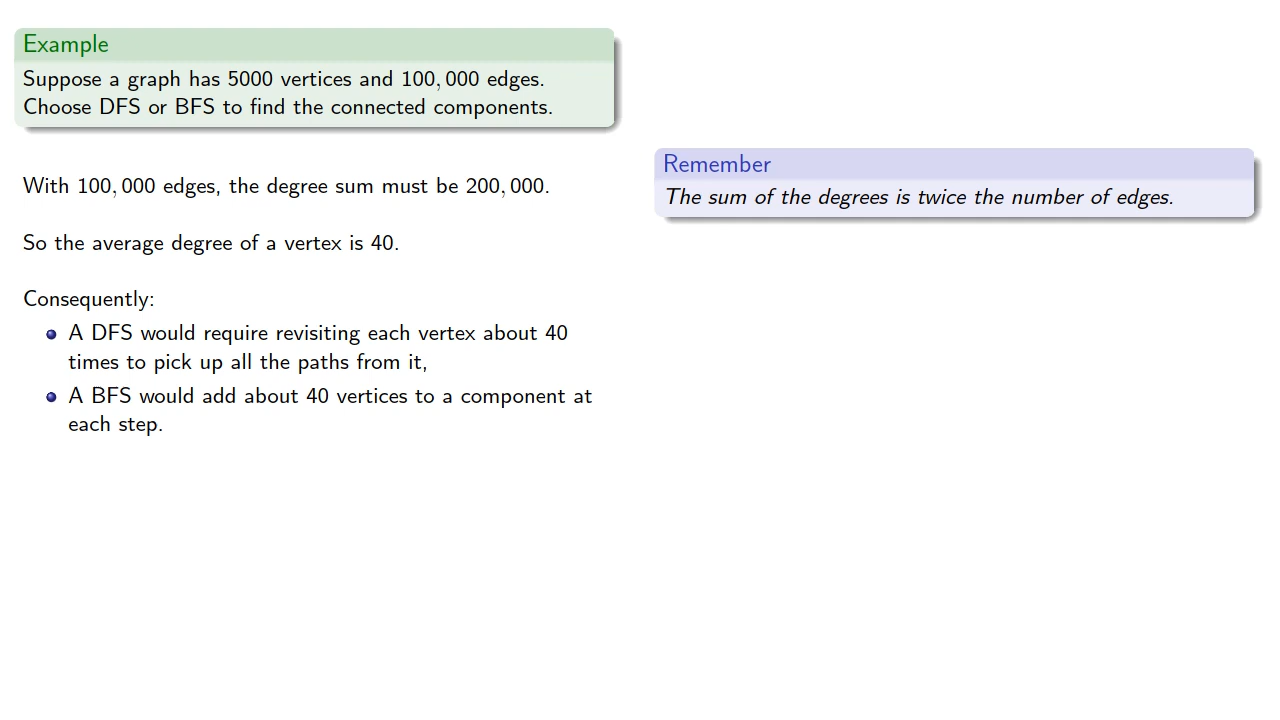 Example
Suppose a graph has 5000 vertices and 100,000 edges.
Choose DFS or BFS to find the connected components.
With 100,000 edges, the degree sum must be 200,000.
So the average degree of a vertex is 40.
Consequently:
A DFS would require revisiting each vertex about 40
times to pick up all the paths from it,
A BFS would add about 40 vertices to a component at
each step.
Remember
The sum of the degrees is twice the number of edges.